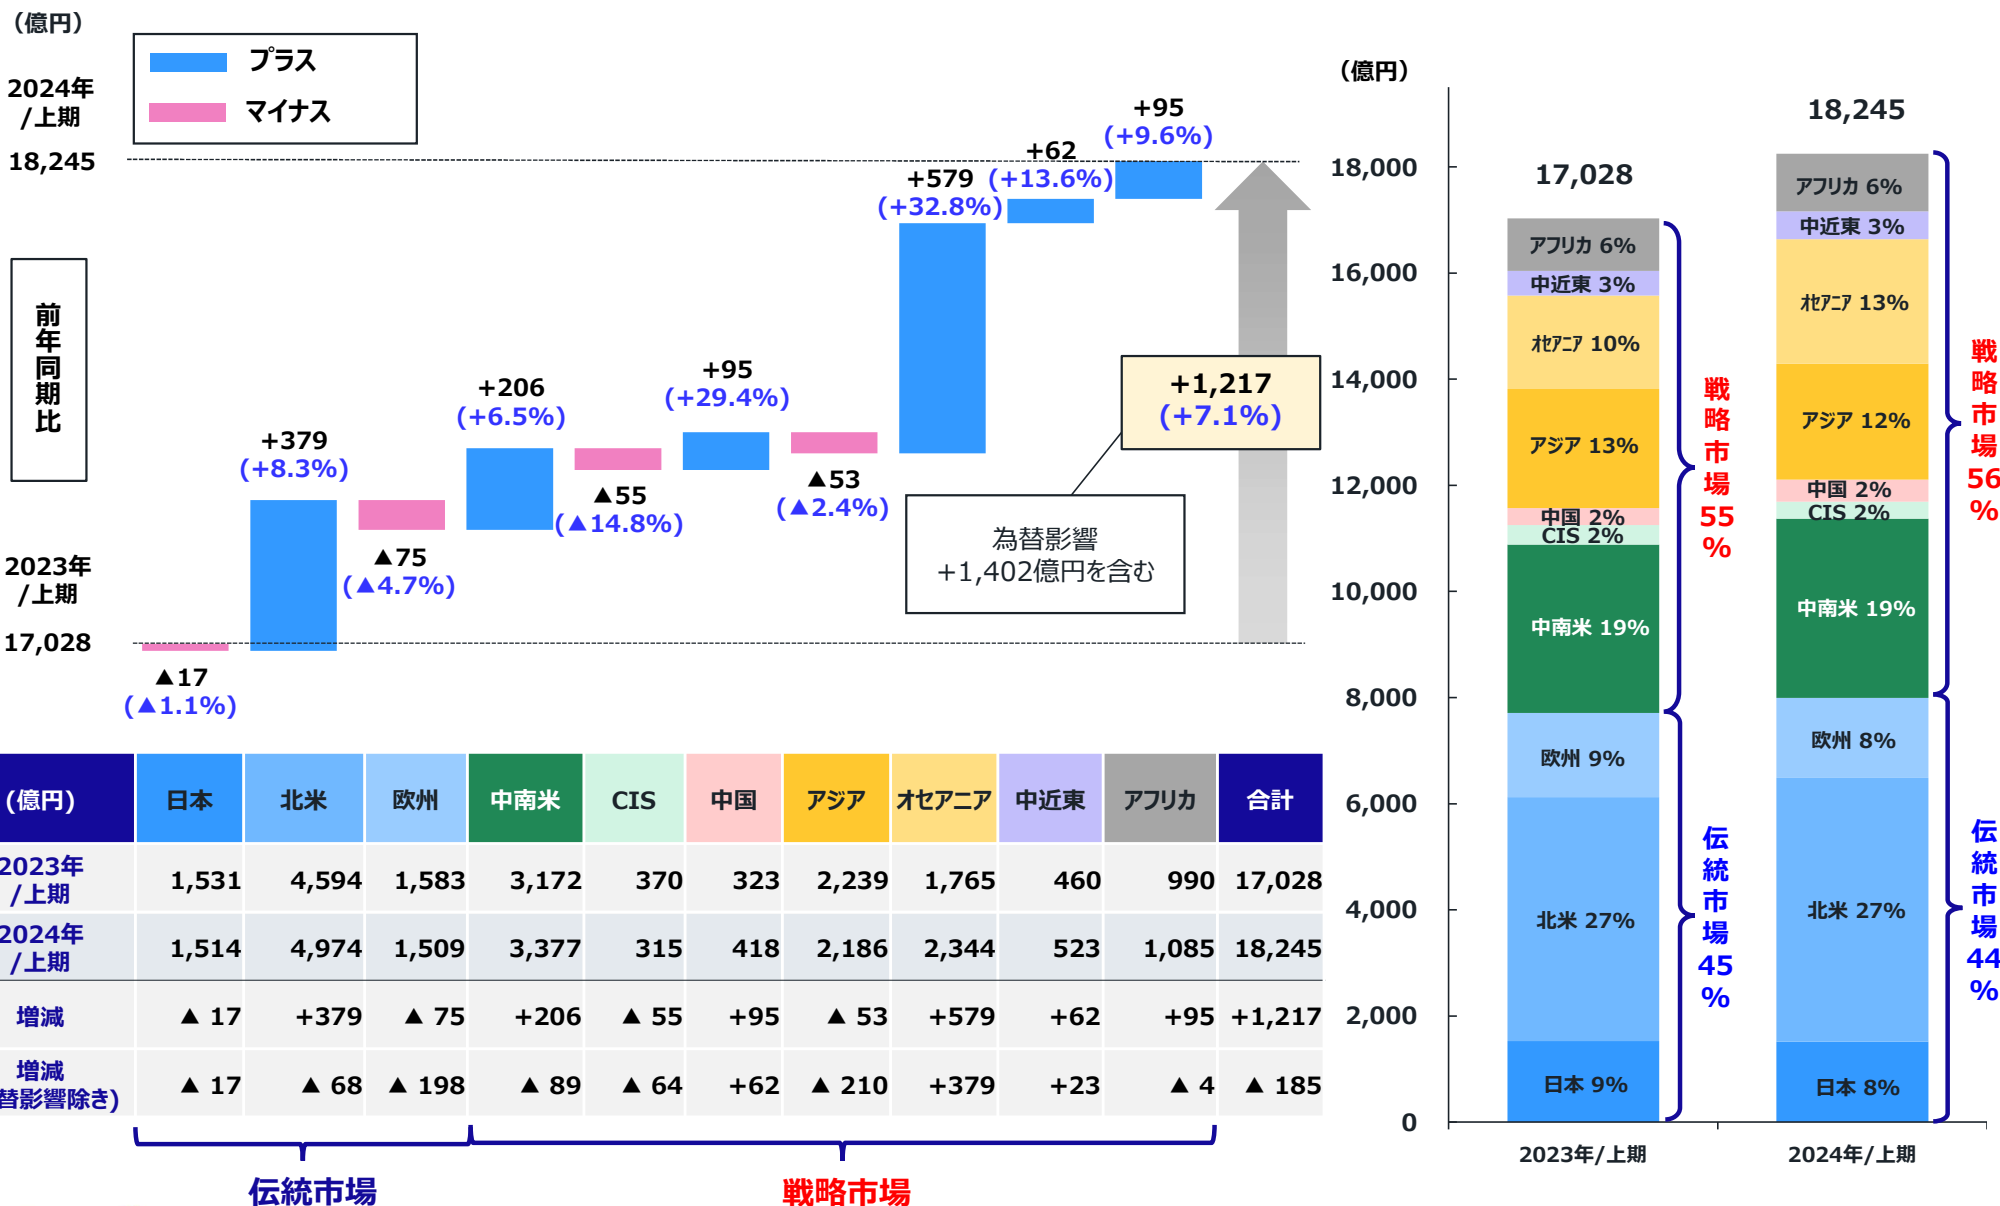 （億円）
プラス
マイナス
2024年
/上期
18,245
前年同期比
2023年
/上期
17,028
▲17
(▲1.1%)
+379
(+8.3%)
▲75
(▲4.7%)
+206
(+6.5%)
▲55
(▲14.8%)
+95
(+29.4%)
▲53
(▲2.4%)
+579
(+32.8%)
+62
(+13.6%)
+95
(+9.6%)
+1,217
(+7.1%)
為替影響
+1,402億円を含む
(億円) 日本 北米 欧州 中南米 CIS 中国 アジア オセアニア 中近東 アフリカ 合計
2023年
/上期 1,531 4,594 1,583 3,172 370 323 2,239 1,765 460 990 17,028
2024年
/上期 1,514 4,974 1,509 3,377 315 418 2,186 2,344 523 1,085 18,245
増減 ▲ 17 +379 ▲ 75 +206 ▲ 55 +95 ▲ 53 +579 +62 +95 +1,217
増減
替影響除き) ▲ 17 ▲ 68 ▲ 198 ▲ 89 ▲ 64 +62 ▲ 210 +379 +23 ▲ 4 ▲ 185
伝統市場
戦略市場
（億円）
18,000
16,000
14,000
12,000
10,000
8,000
6,000
4,000
2,000
0
17,028
アフリカ 6%
中近東 3%
オセアニア 10%
アジア 13%
中国 2%
CIS 2%
中南米 19%
欧州 9%
北米 27%
日本 9%
2023年/上期
戦略市場55%
伝統市場45%
18,245
アフリカ 6%
中近東 3%
オセアニア 13%
アジア 12%
中国 2%
CIS 2%
中南米 19%
欧州 8%
北米 27%
日本 8%
2024年/上期
戦略市場56%
伝統市場44%